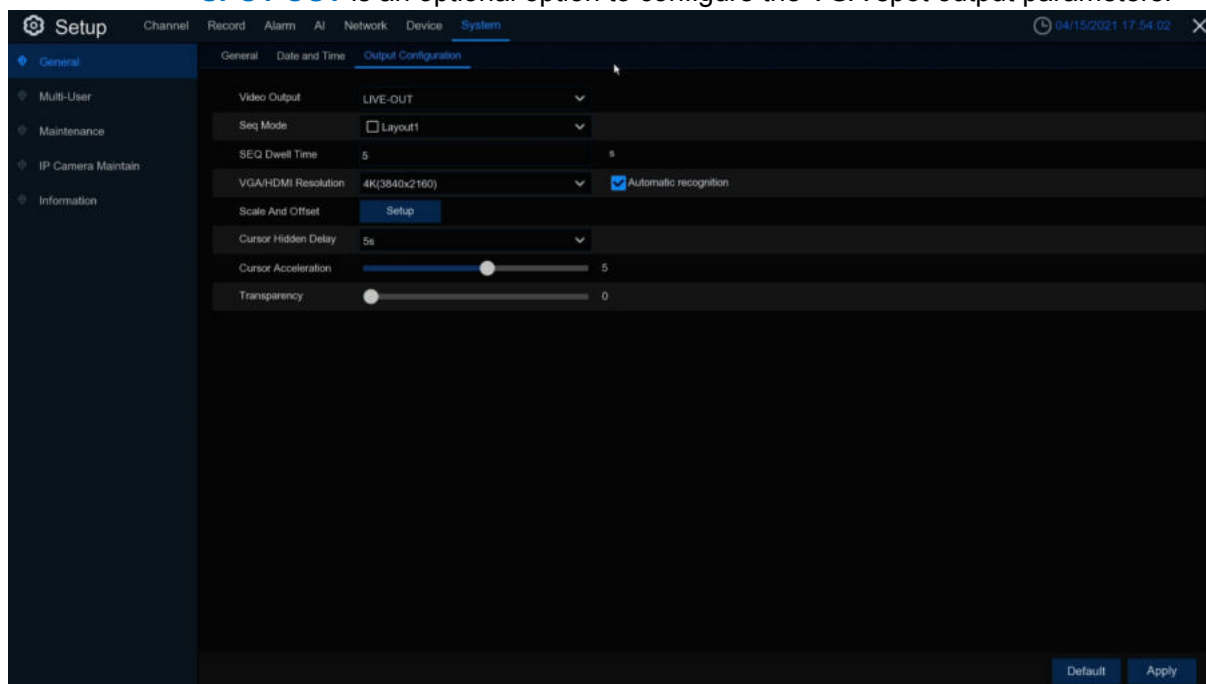 is an optional option to configure the VGA repot output parameters.
Setup Channel Record Alarm AI Network Device System 04/15/2021 17:54:02
General General Date and Time Output Configuration
Multi-User Video Output LIVE-OUT
Maintenance Seq Mode Layout1
SEQ Dwell Time 5 s
IP Camera Maintain
VGA/HDMI Resolution 4K(3840x2160) Automatic recognition
Information Scale And Offset Setup
Cursor Hidden Delay 5s
Cursor Acceleration 5
Transparency 0
Default Apply